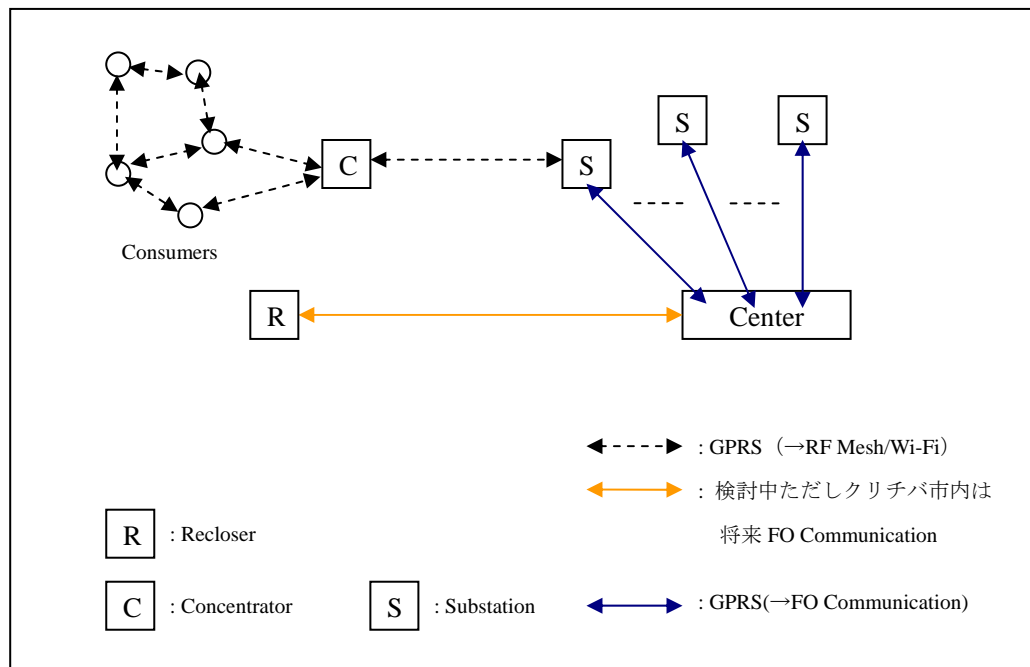 S
S
C
S
Consumers
R
Center
: GPRS（→RF Mesh/Wi-Fi）
: 検討中ただしクリチバ市内は
将来 FO Communication
R
: Recloser
C
: Concentrator
S
: Substation
: GPRS(→FO Communication)